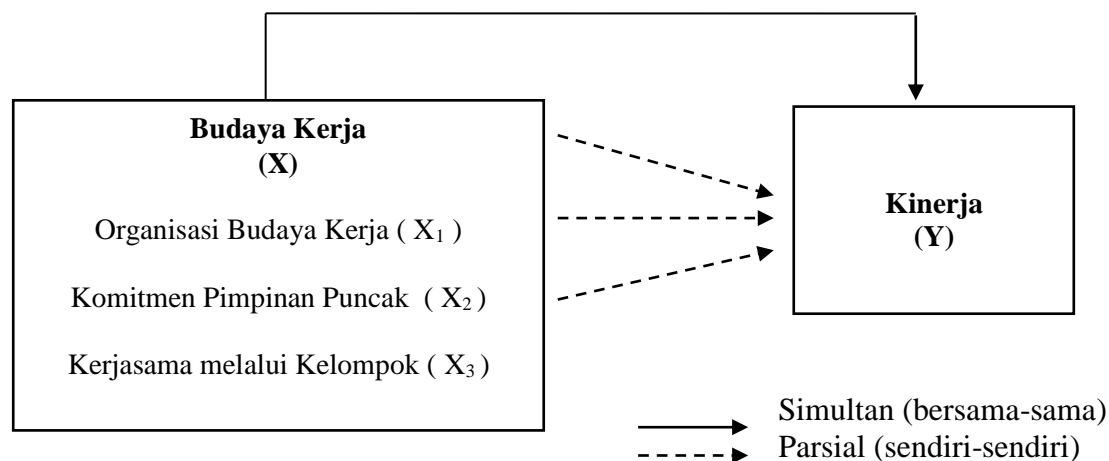 Budaya Kerja
(X)
Organisasi Budaya Kerja ( X₁ )
Komitmen Pimpinan Puncak ( X₂ )
Kerjasama melalui Kelompok ( X₃ )
Kinerja
(Y)
Simultan (bersama-sama)
Parsial (sendiri-sendiri)